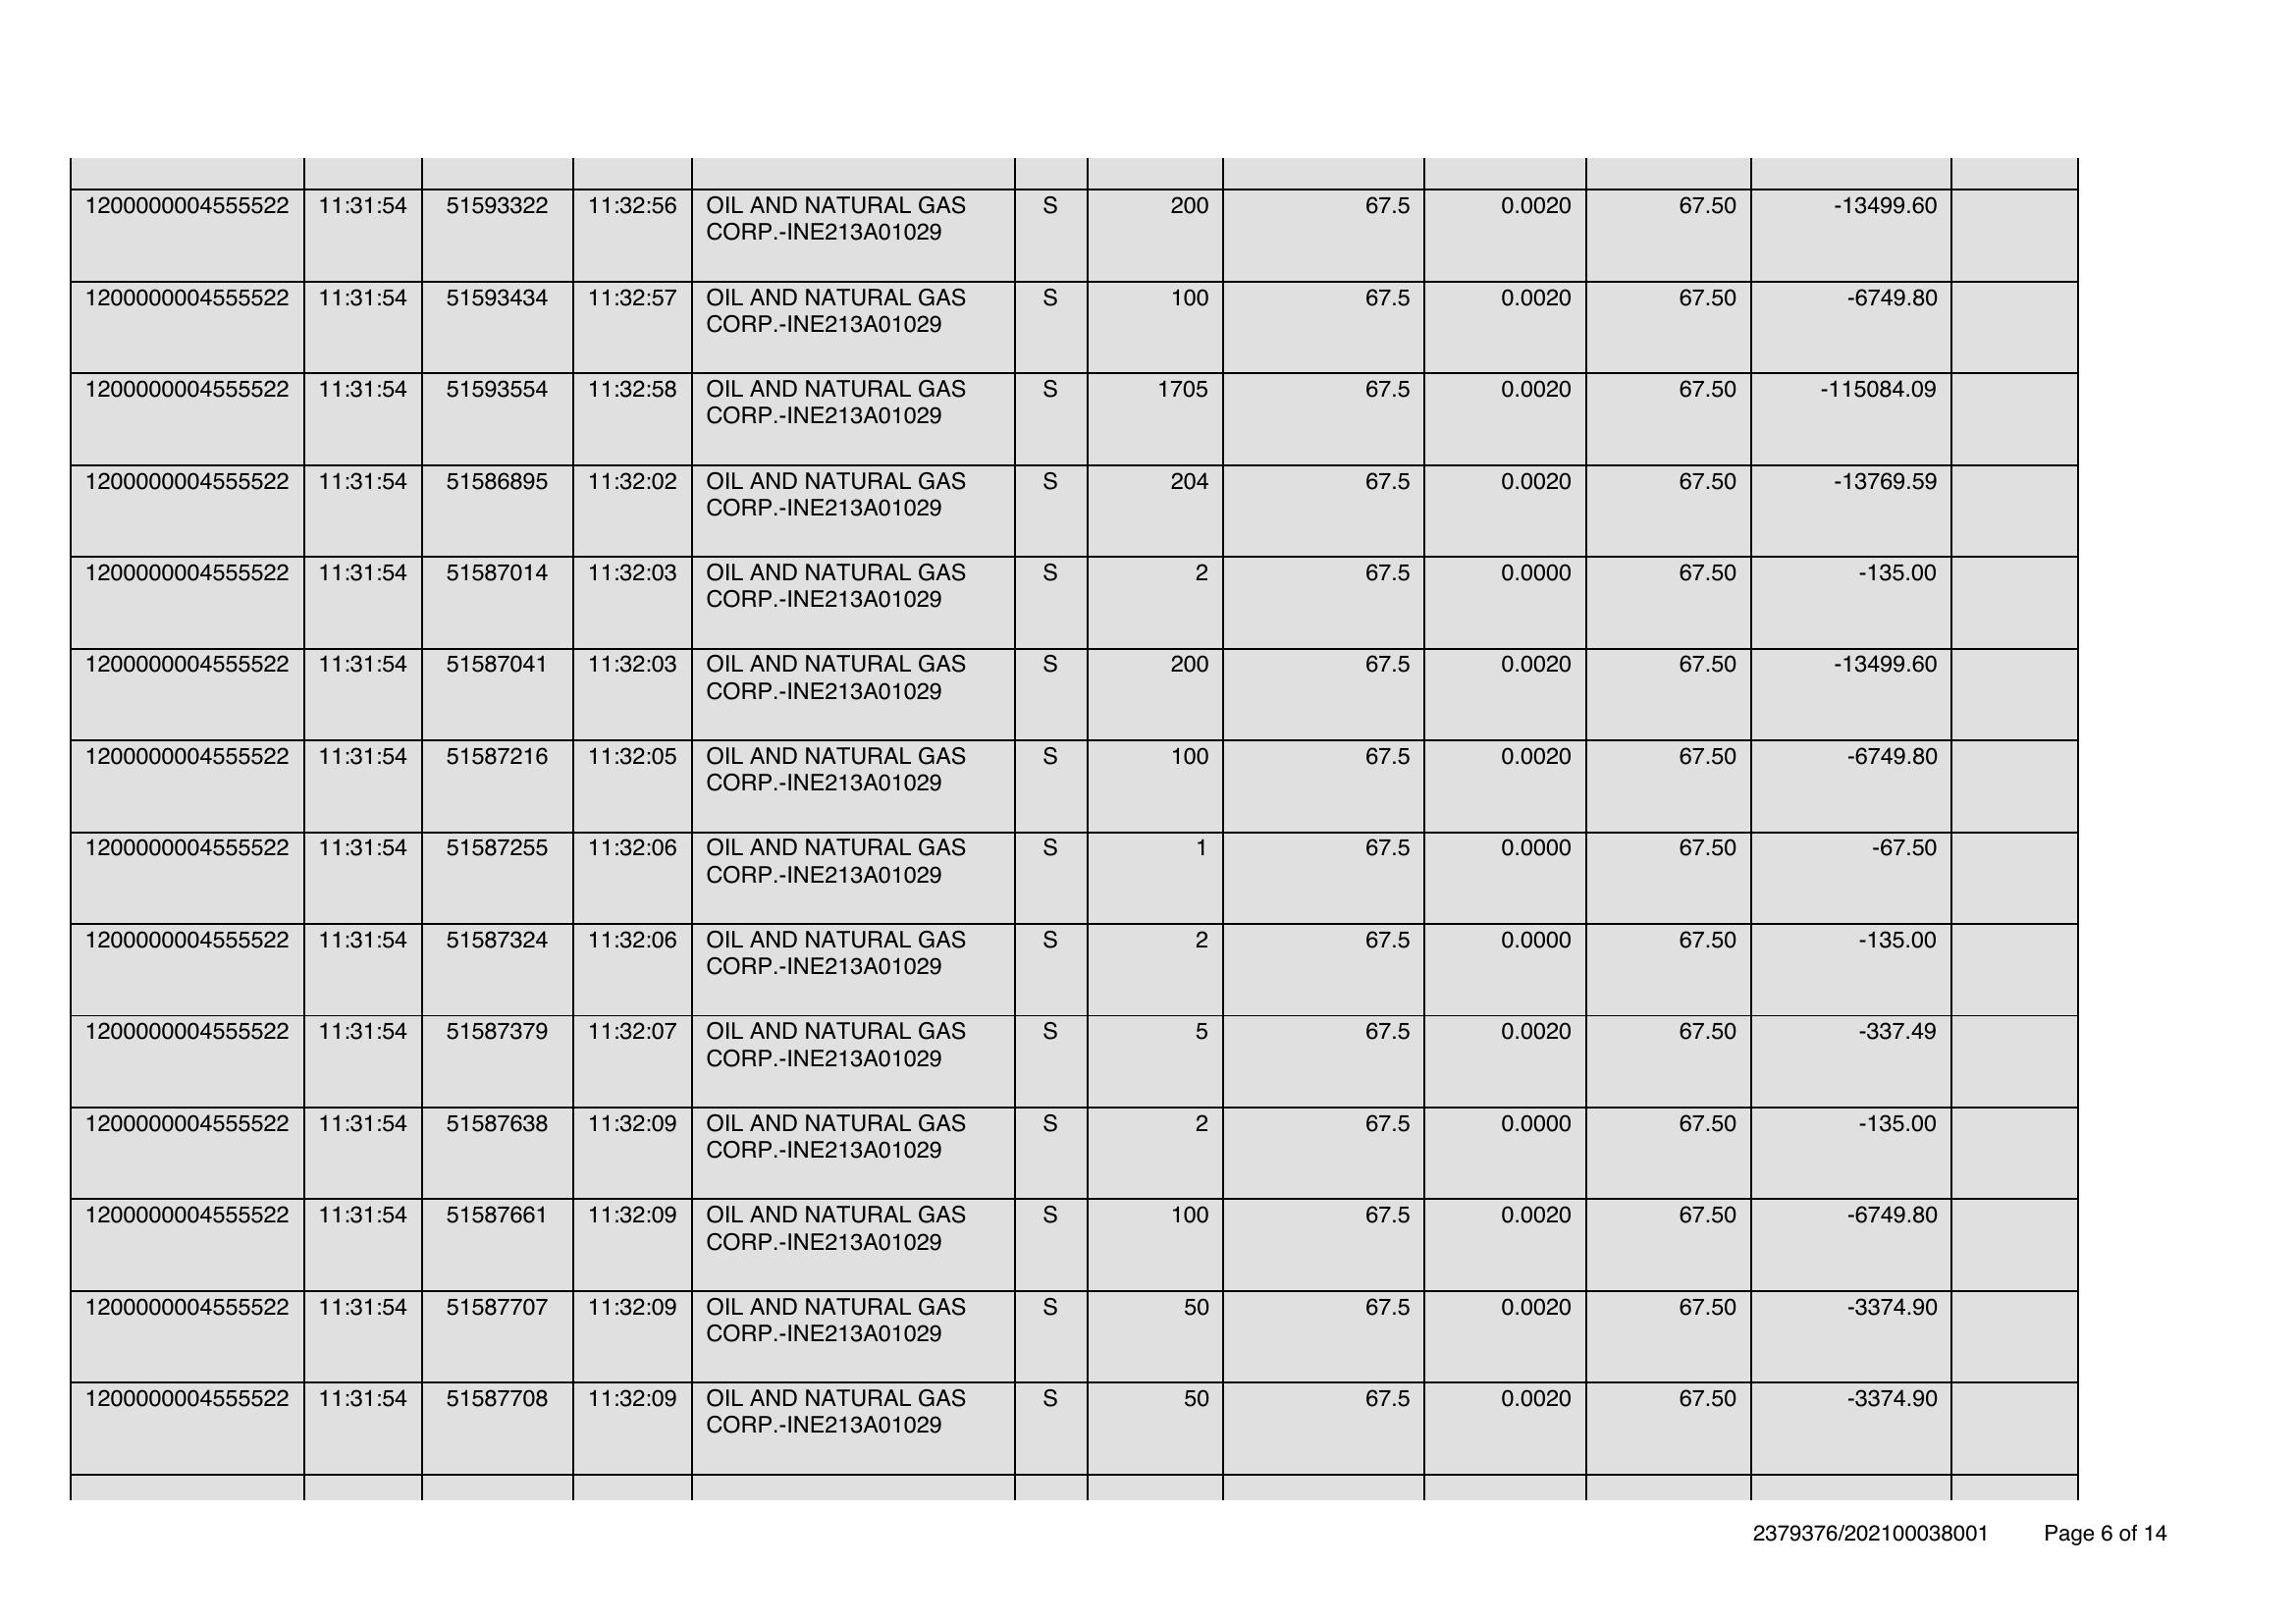 1200000004555522 11:31:54 51593322 11:32:56 OIL AND NATURAL GAS S 200 67.5 0.0020 67.50 -13499.60
CORP.-INE213A01029
1200000004555522 11:31:54 51593434 11:32:57 OIL AND NATURAL GAS S 100 67.5 0.0020 67.50 -6749.80
CORP.-INE213A01029
1200000004555522 11:31:54 51593554 11:32:58 OIL AND NATURAL GAS S 1705 67.5 0.0020 67.50 -115084.09
CORP.-INE213A01029
1200000004555522 11:31:54 51586895 11:32:02 OIL AND NATURAL GAS S 204 67.5 0.0020 67.50 -13769.59
CORP.-INE213A01029
1200000004555522 11:31:54 51587014 11:32:03 OIL AND NATURAL GAS S 2 67.5 0.0000 67.50 -135.00
CORP.-INE213A01029
1200000004555522 11:31:54 51587041 11:32:03 OIL AND NATURAL GAS S 200 67.5 0.0020 67.50 -13499.60
CORP.-INE213A01029
1200000004555522 11:31:54 51587216 11:32:05 OIL AND NATURAL GAS S 100 67.5 0.0020 67.50 -6749.80
CORP.-INE213A01029
1200000004555522 11:31:54 51587255 11:32:06 OIL AND NATURAL GAS S 1 67.5 0.0000 67.50 -67.50
CORP.-INE213A01029
1200000004555522 11:31:54 51587324 11:32:06 OIL AND NATURAL GAS S 2 67.5 0.0000 67.50 -135.00
CORP.-INE213A01029
1200000004555522 11:31:54 51587379 11:32:07 OIL AND NATURAL GAS S 5 67.5 0.0020 67.50 -337.49
CORP.-INE213A01029
1200000004555522 11:31:54 51587638 11:32:09 OIL AND NATURAL GAS S 2 67.5 0.0000 67.50 -135.00
CORP.-INE213A01029
1200000004555522 11:31:54 51587661 11:32:09 OIL AND NATURAL GAS S 100 67.5 0.0020 67.50 -6749.80
CORP.-INE213A01029
1200000004555522 11:31:54 51587707 11:32:09 OIL AND NATURAL GAS S 50 67.5 0.0020 67.50 -3374.90
CORP.-INE213A01029
1200000004555522 11:31:54 51587708 11:32:09 OIL AND NATURAL GAS S 50 67.5 0.0020 67.50 -3374.90
CORP.-INE213A01029
2379376/202100038001 Page 6 of 14